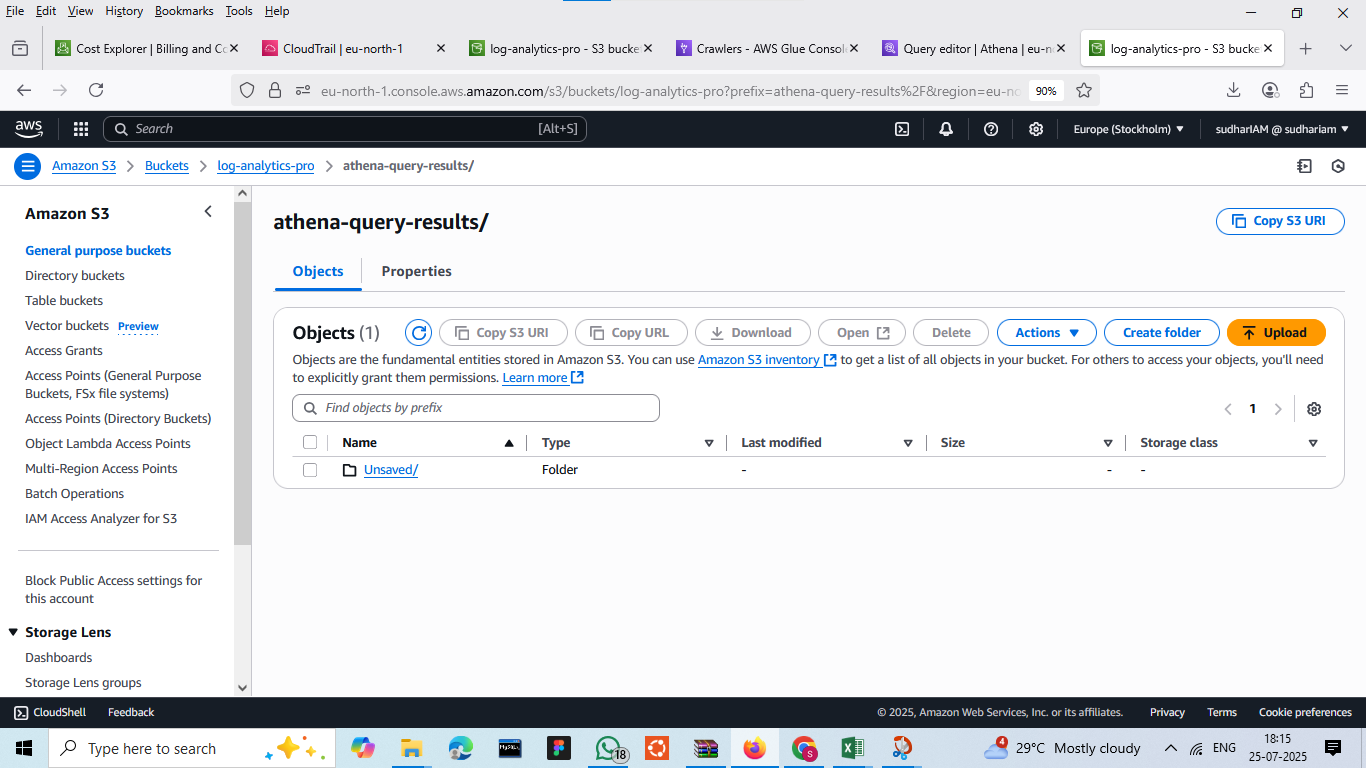 File Edit View History Bookmarks Tools Help
Cost Explorer | Billing and Co
CloudTrail | eu-north-1
log-analytics-pro - S3 bucket
Crawlers - AWS Glue Console
Query editor | Athena | eu-no
log-analytics-pro - S3 bucke
eu-north-1.console.aws.amazon.com/s3/buckets/log-analytics-pro?prefix=athena-query-results%2F&region=eu-no
90%
aws
Search
[Alt+S]
Europe (Stockholm)
sudharIAM @ sudhariam
Amazon S3
Buckets
log-analytics-pro
athena-query-results/
Amazon S3
General purpose buckets
Directory buckets
Table buckets
Vector buckets Preview
Access Grants
Access Points (General Purpose
Buckets, FSx file systems)
Access Points (Directory Buckets)
Object Lambda Access Points
Multi-Region Access Points
Batch Operations
IAM Access Analyzer for S3
Block Public Access settings for
this account
Storage Lens
Dashboards
Storage Lens groups
athena-query-results/
Copy S3 URI
Objects
Properties
Objects (1)
Copy S3 URI
Copy URL
Download
Open
Delete
Actions
Create folder
Upload
Objects are the fundamental entities stored in Amazon S3. You can use Amazon S3 inventory to get a list of all objects in your bucket. For others to access your objects, you'll need
to explicitly grant them permissions. Learn more
Find objects by prefix
1
Name
Type
Last modified
Size
Storage class
Unsaved/
Folder
-
-
-
CloudShell
Feedback
© 2025, Amazon Web Services, Inc. or its affiliates.
Privacy
Terms
Cookie preferences
Type here to search
MySQL
18
S
4
29°C Mostly cloudy
ENG
18:15
25-07-2025